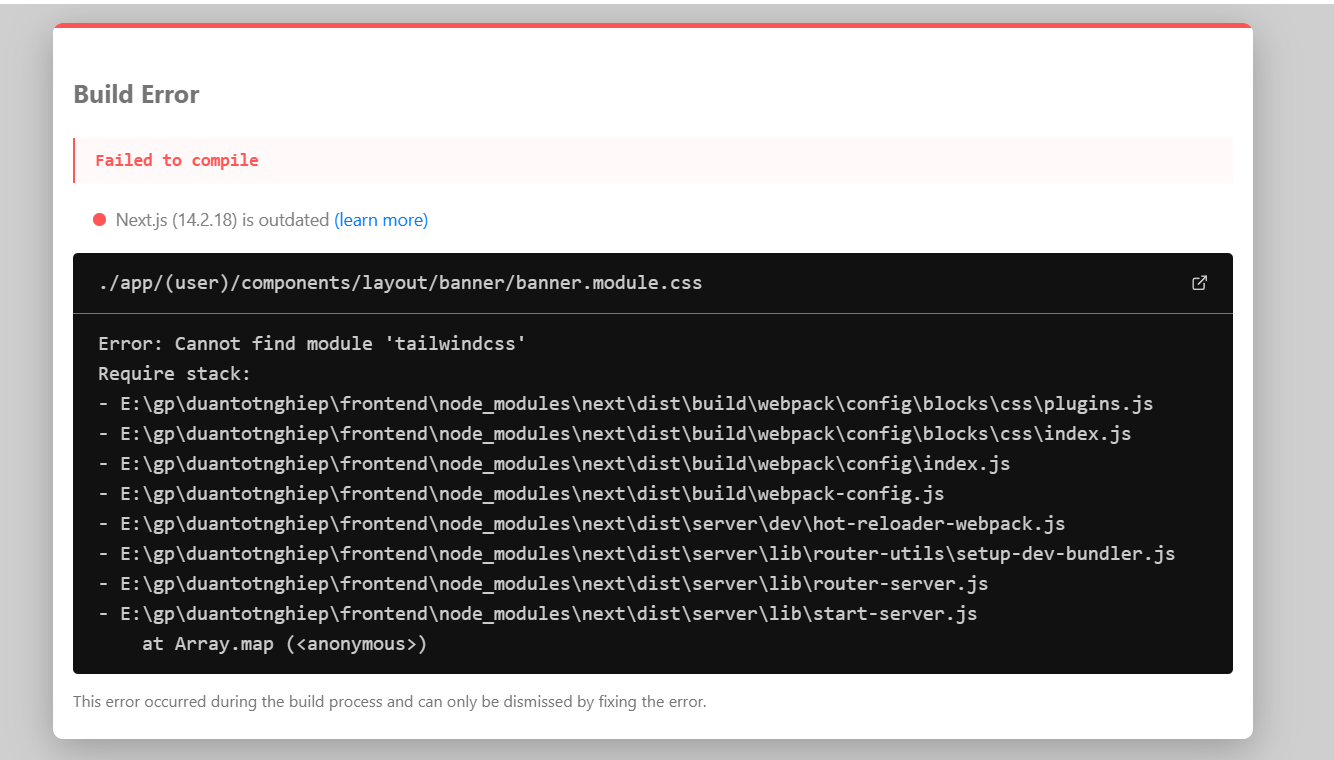 Build Error
Failed to compile
Next.js (14.2.18) is outdated (learn more)
./app/(user)/components/layout/banner/banner.module.css
Error: Cannot find module 'tailwindcss'
Require stack:
- E:\gp\duantotnghiep\frontend\node_modules\next\dist\build\webpack\config\blocks\css\plugins.js
- E:\gp\duantotnghiep\frontend\node_modules\next\dist\build\webpack\config\blocks\css\index.js
- E:\gp\duantotnghiep\frontend\node_modules\next\dist\build\webpack\config\index.js
- E:\gp\duantotnghiep\frontend\node_modules\next\dist\build\webpack-config.js
- E:\gp\duantotnghiep\frontend\node_modules\next\dist\server\dev\hot-reloader-webpack.js
- E:\gp\duantotnghiep\frontend\node_modules\next\dist\server\lib\router-utils\setup-dev-bundler.js
- E:\gp\duantotnghiep\frontend\node_modules\next\dist\server\lib\router-server.js
- E:\gp\duantotnghiep\frontend\node_modules\next\dist\server\lib\start-server.js
    at Array.map (<anonymous>)
This error occurred during the build process and can only be dismissed by fixing the error.